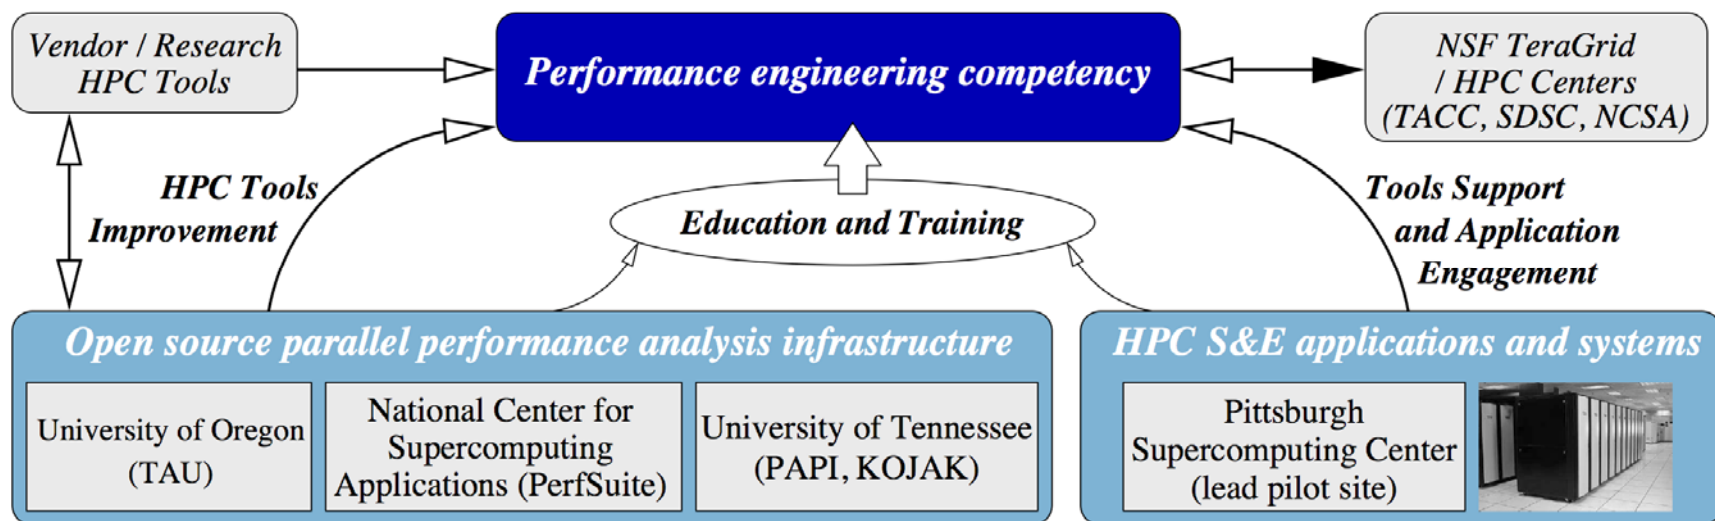 Vendor / Research
HPC Tools
Performance engineering competency
NSF TeraGrid
/ HPC Centers
(TACC, SDSC, NCSA)
HPC Tools
Improvement
Education and Training
Tools Support
and Application
Engagement
Open source parallel performance analysis infrastructure
University of Oregon
(TAU)
National Center for
Supercomputing
Applications (PerfSuite)
University of Tennessee
(PAPI, KOJAK)
HPC S&E applications and systems
Pittsburgh
Supercomputing Center
(lead pilot site)